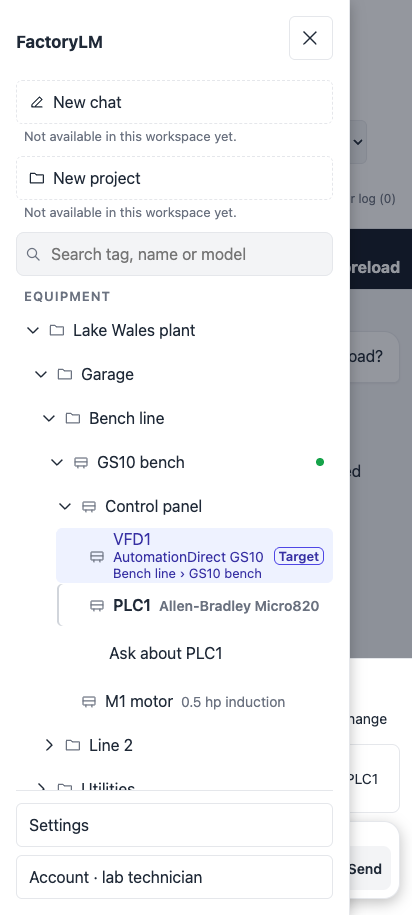 FactoryLM
New chat
Not available in this workspace yet.
New project
Not available in this workspace yet.
Search tag, name or model
EQUIPMENT
Lake Wales plant
Garage
Bench line
GS10 bench
Control panel
VFD1
AutomationDirect GS10 Target
Bench line › GS10 bench
PLC1 Allen-Bradley Micro820
Ask about PLC1
M1 motor 0.5 hp induction
Line 2
Utilities
Settings
Account · lab technician
r log (0)
reload
oad?
ed
hange
PLC1
Send